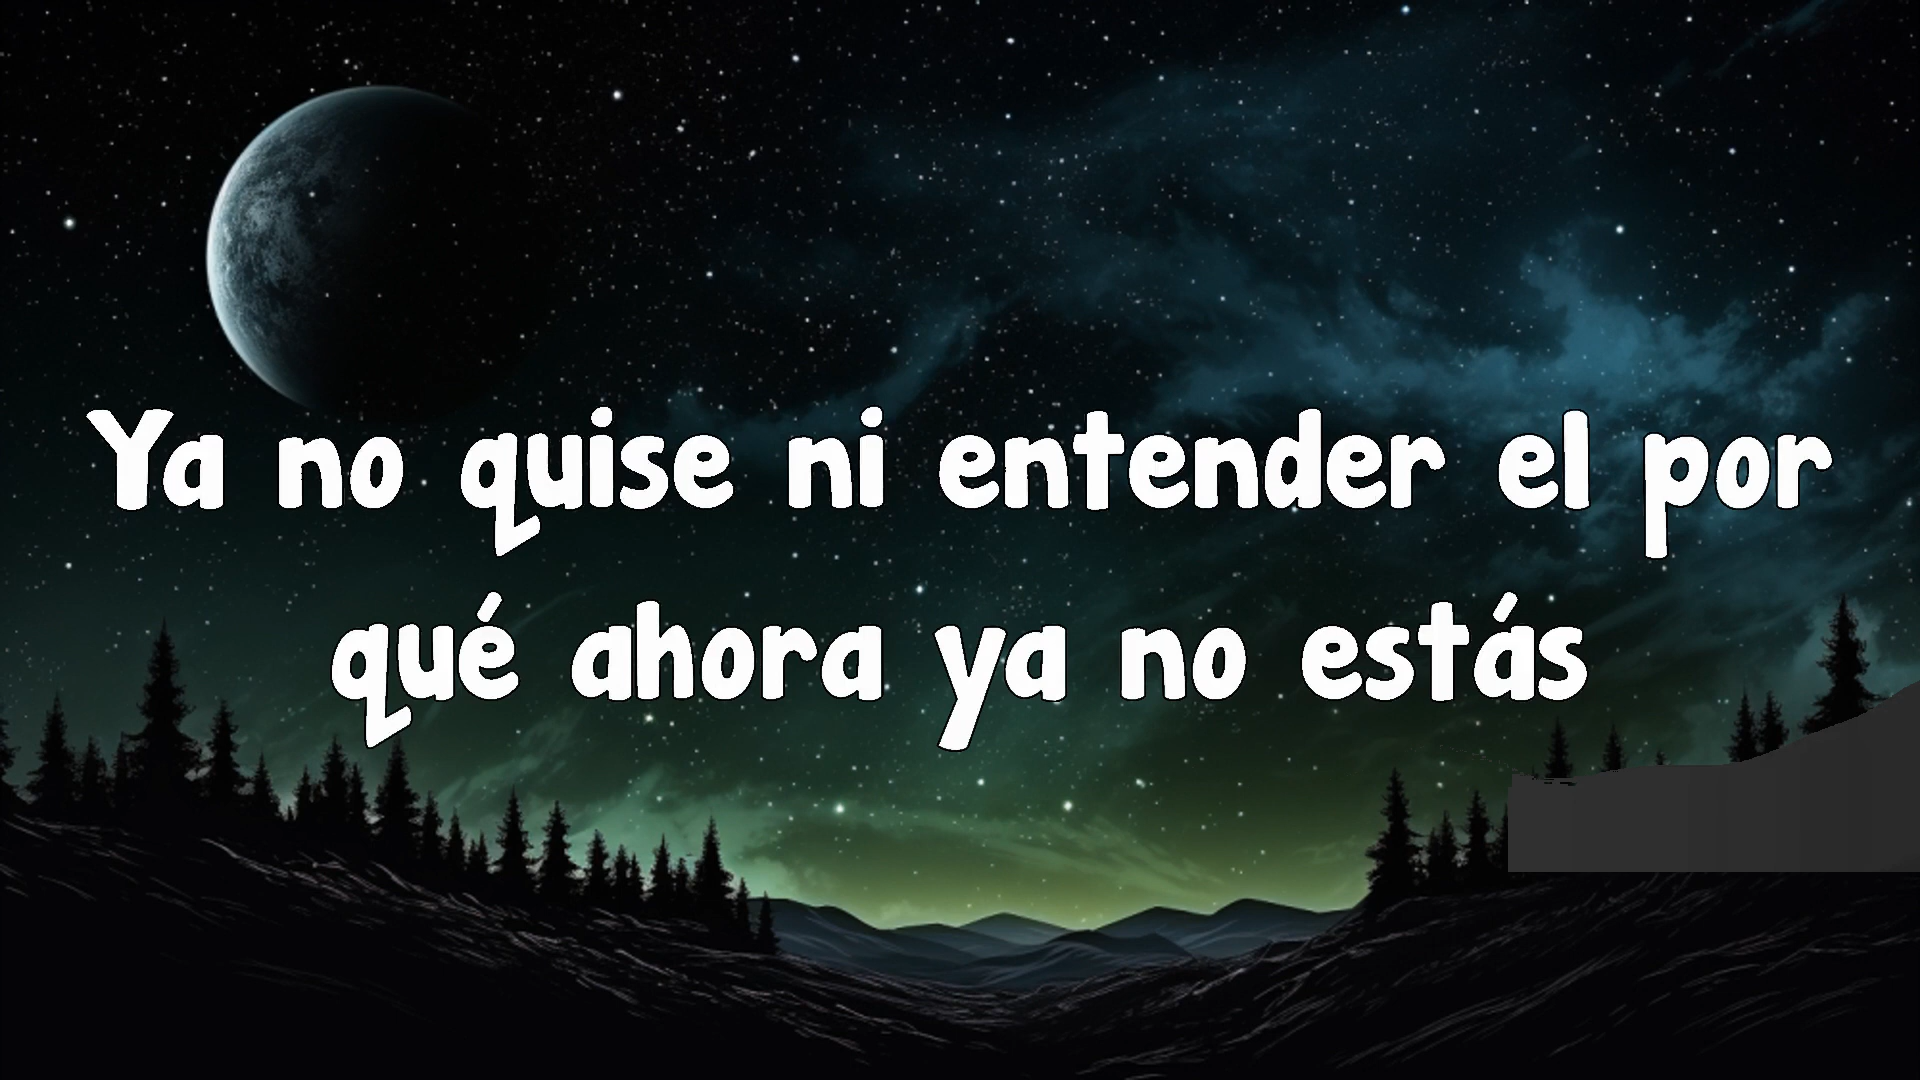 Ya no quise ni entender el por
qué ahora ya no estás